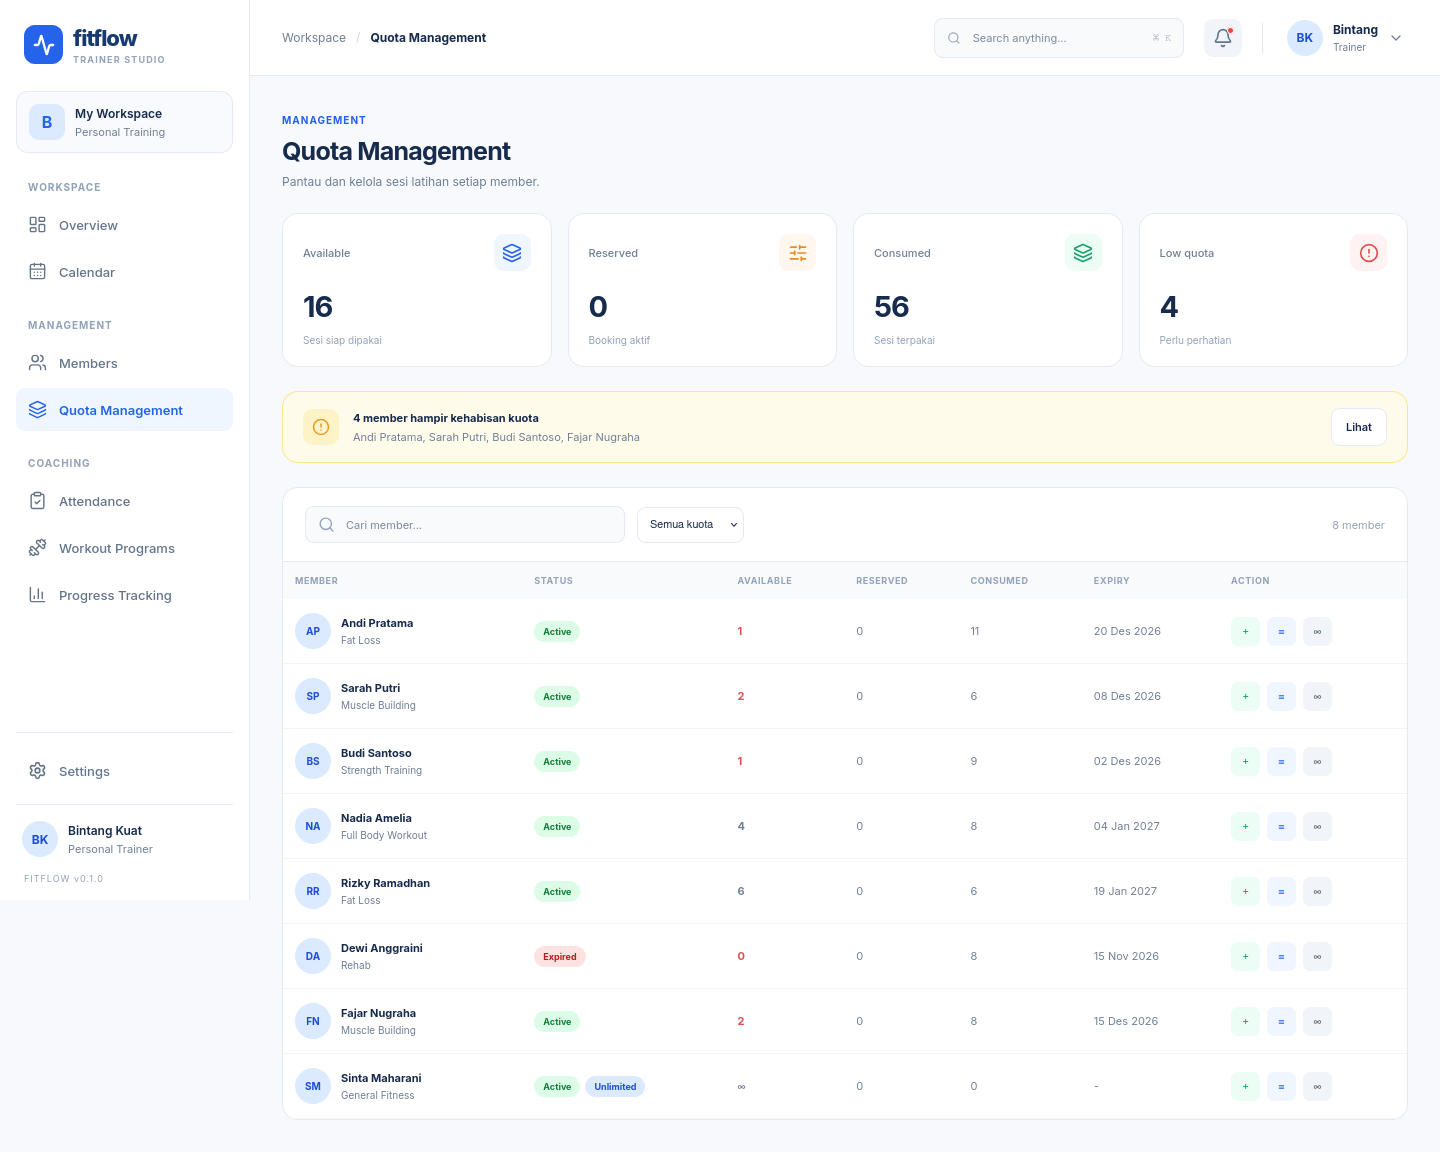 fitflow
TRAINER STUDIO
B
My Workspace
Personal Training
WORKSPACE
Overview
Calendar
MANAGEMENT
Members
Quota Management
COACHING
Attendance
Workout Programs
Progress Tracking
Settings
BK
Bintang Kuat
Personal Trainer
FITFLOW v0.1.0
Workspace / Quota Management
Search anything... ⌘ K
BK
Bintang
Trainer
MANAGEMENT
Quota Management
Pantau dan kelola sesi latihan setiap member.
Available
16
Sesi siap dipakai
Reserved
0
Booking aktif
Consumed
56
Sesi terpakai
Low quota
4
Perlu perhatian
4 member hampir kehabisan kuota
Andi Pratama, Sarah Putri, Budi Santoso, Fajar Nugraha
Lihat
Cari member...
Semua kuota
8 member
MEMBER STATUS AVAILABLE RESERVED CONSUMED EXPIRY ACTION
AP Andi Pratama Active 1 0 11 20 Des 2026 + = ∞
Fat Loss
SP Sarah Putri Active 2 0 6 08 Des 2026 + = ∞
Muscle Building
BS Budi Santoso Active 1 0 9 02 Des 2026 + = ∞
Strength Training
NA Nadia Amelia Active 4 0 8 04 Jan 2027 + = ∞
Full Body Workout
RR Rizky Ramadhan Active 6 0 6 19 Jan 2027 + = ∞
Fat Loss
DA Dewi Anggraini Expired 0 0 8 15 Nov 2026 + = ∞
Rehab
FN Fajar Nugraha Active 2 0 8 15 Des 2026 + = ∞
Muscle Building
SM Sinta Maharani Active Unlimited ∞ 0 0 - + = ∞
General Fitness